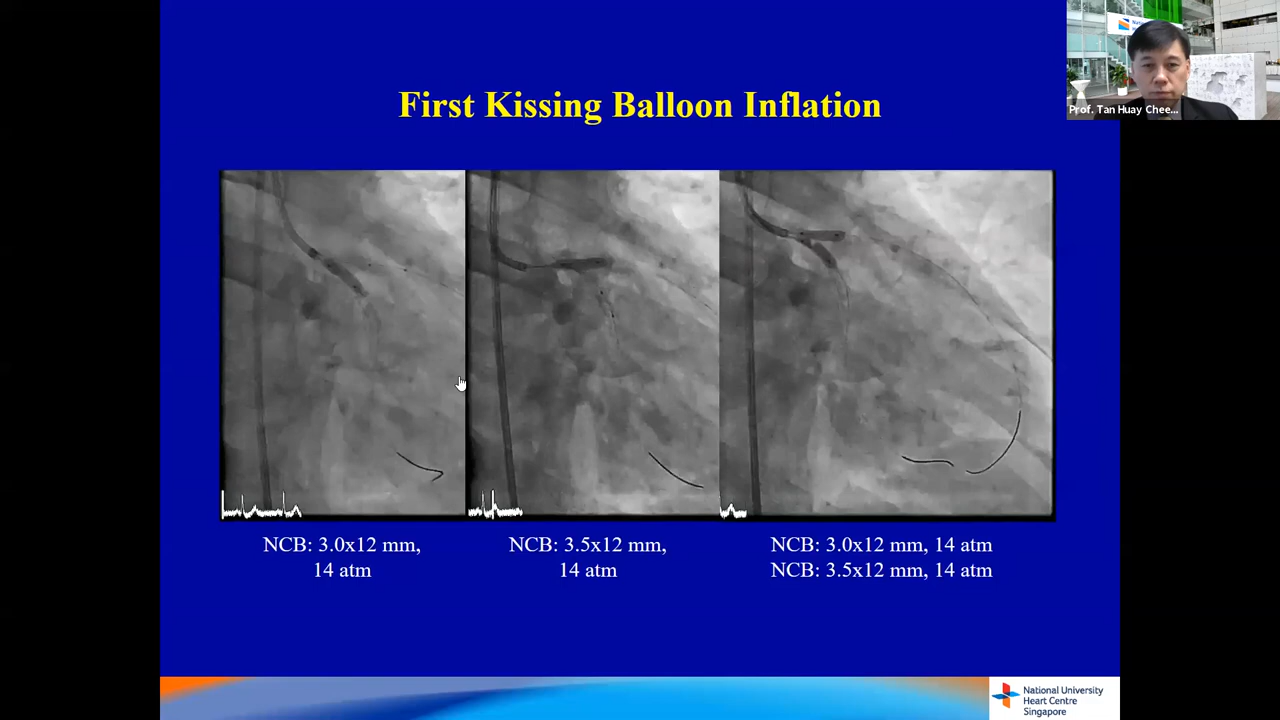 First Kissing Balloon Inflation
Prof. Tan Huay Chee...
NCB: 3.0x12 mm,
14 atm
NCB: 3.5x12 mm,
14 atm
NCB: 3.0x12 mm, 14 atm
NCB: 3.5x12 mm, 14 atm
National University
Heart Centre
Singapore